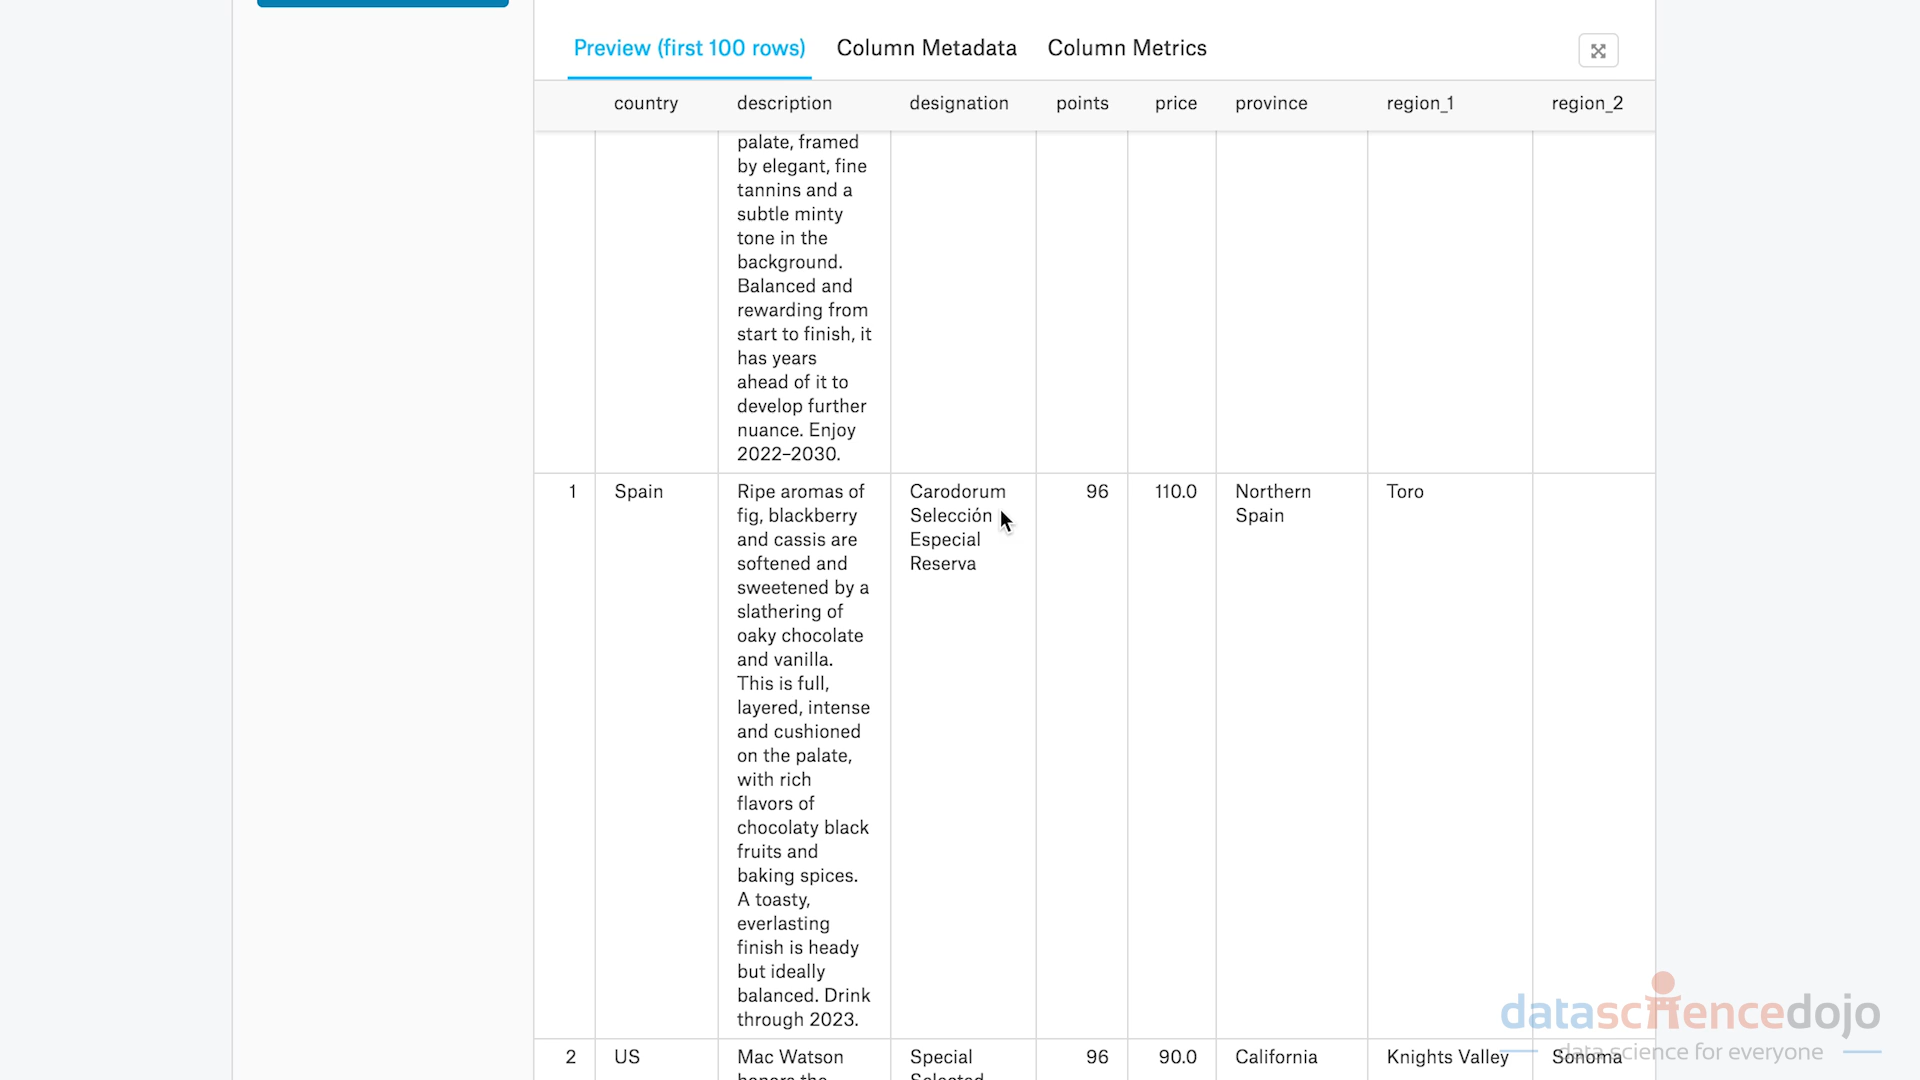 Preview (first 100 rows) Column Metadata Column Metrics
country description designation points price province region_1 region_2
palate, framed
by elegant, fine
tannins and a
subtle minty
tone in the
background.
Balanced and
rewarding from
start to finish, it
has years
ahead of it to
develop further
nuance. Enjoy
2022–2030.
1 Spain Ripe aromas of Carodorum 96 110.0 Northern Toro
fig, blackberry Selección Spain
and cassis are Especial
softened and Reserva
sweetened by a
slathering of
oaky chocolate
and vanilla.
This is full,
layered, intense
and cushioned
on the palate,
with rich
flavors of
chocolaty black
fruits and
baking spices.
A toasty,
everlasting
finish is heady
but ideally
balanced. Drink
through 2023.
2 US Mac Watson Special 96 90.0 California Knights Valley Sonoma
honors the Selected
datasciencedojo
data science for everyone